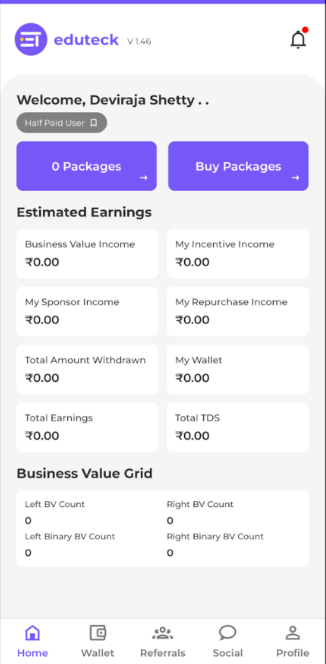 eduteck V 1.46
Welcome, Deviraja Shetty . .
Half Paid User
0 Packages → Buy Packages →
Estimated Earnings
Business Value Income My Incentive Income
₹0.00 ₹0.00
My Sponsor Income My Repurchase Income
₹0.00 ₹0.00
Total Amount Withdrawn My Wallet
₹0.00 ₹0.00
Total Earnings Total TDS
₹0.00 ₹0.00
Business Value Grid
Left BV Count Right BV Count
0 0
Left Binary BV Count Right Binary BV Count
0 0
Home Wallet Referrals Social Profile